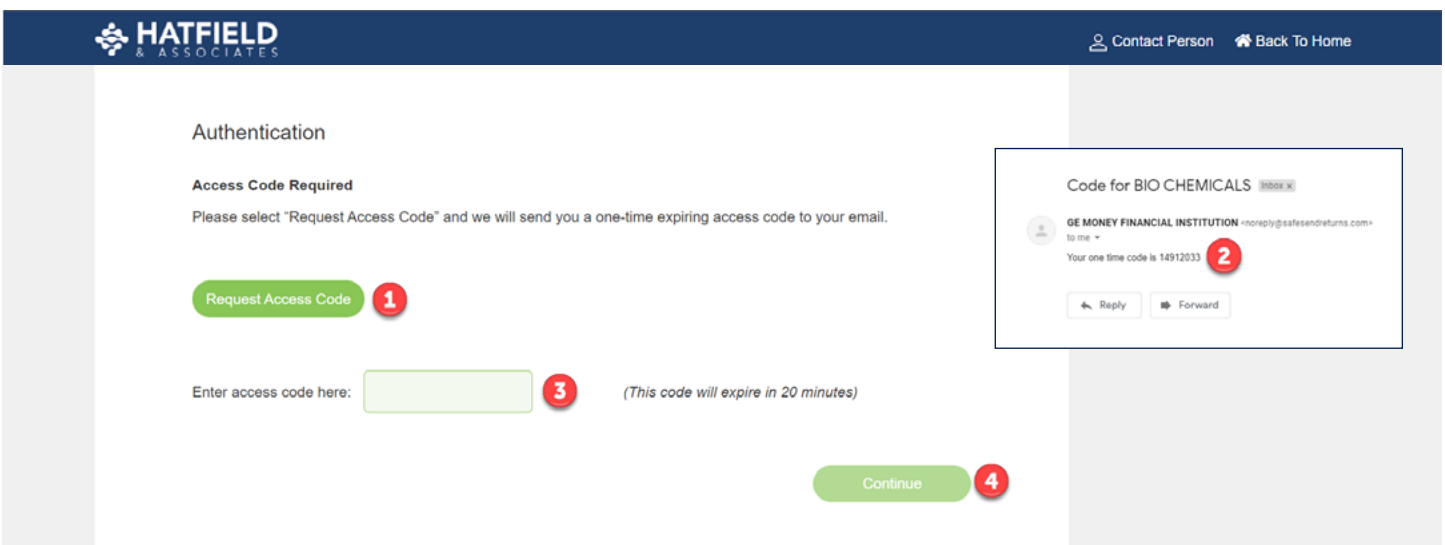 HATFIELD
& ASSOCIATES
Contact Person Back To Home
Authentication
Access Code Required
Please select "Request Access Code" and we will send you a one-time expiring access code to your email.
Request Access Code 1
Enter access code here: 3 (This code will expire in 20 minutes)
Continue 4
Code for BIO CHEMICALS Inbox x
GE MONEY FINANCIAL INSTITUTION <noreply@safesendreturns.com>
to me
Your one time code is 14912033 2
Reply Forward